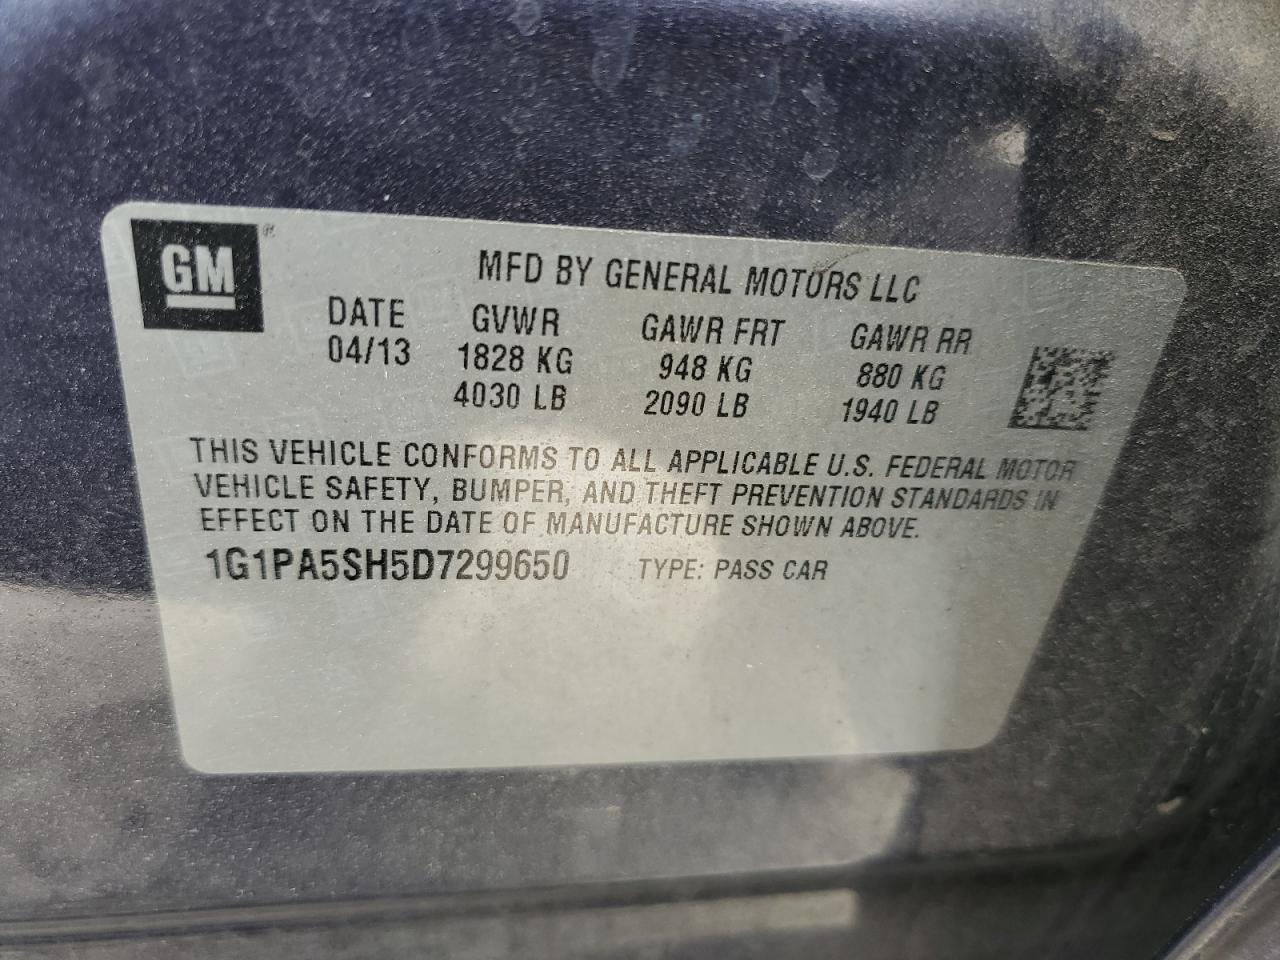 GM ®
MFD BY GENERAL MOTORS LLC
DATE GVWR GAWR FRT GAWR RR
04/13 1828 KG 948 KG 880 KG
4030 LB 2090 LB 1940 LB
THIS VEHICLE CONFORMS TO ALL APPLICABLE U.S. FEDERAL MOTOR
VEHICLE SAFETY, BUMPER, AND THEFT PREVENTION STANDARDS IN
EFFECT ON THE DATE OF MANUFACTURE SHOWN ABOVE.
1G1PA5SH5D7299650 TYPE: PASS CAR